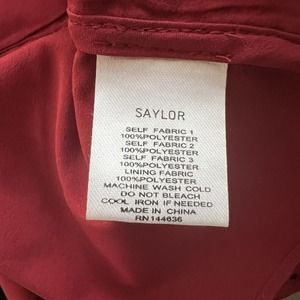 SAYLOR
SELF FABRIC 1
100%POLYESTER
SELF FABRIC 2
100%POLYESTER
SELF FABRIC 3
100%POLYESTER
LINING FABRIC
100%POLYESTER
MACHINE WASH COLD
DO NOT BLEACH
COOL IRON IF NEEDED
MADE IN CHINA
RN144636